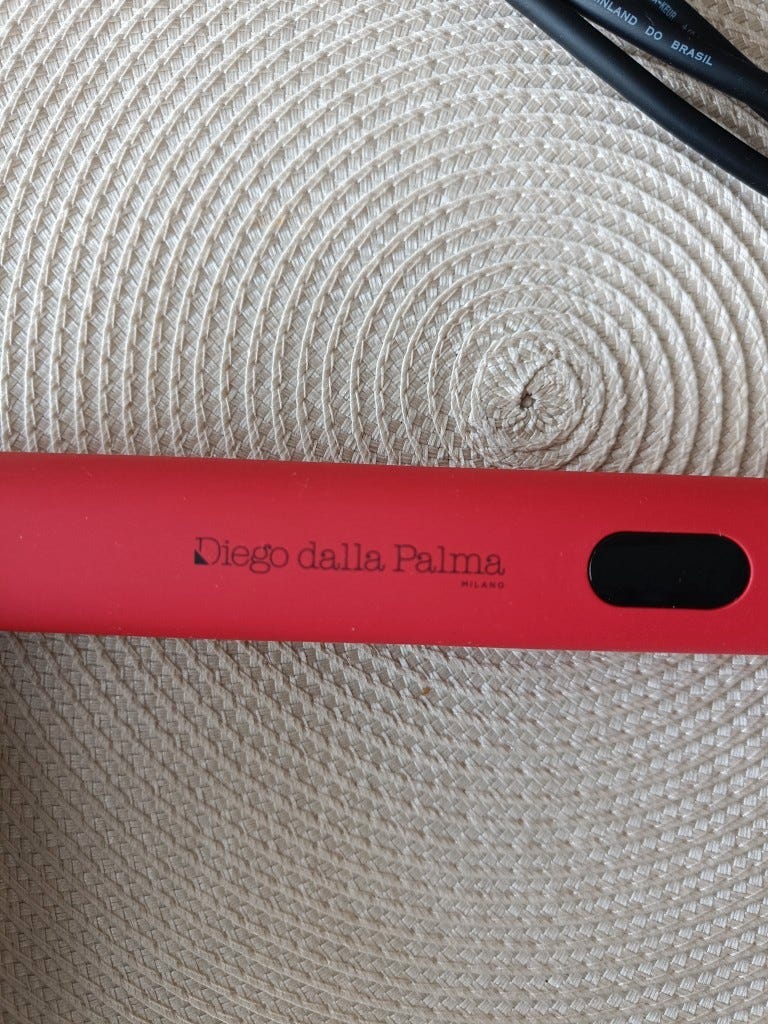 INLAND DO BRASIL
Diego dalla Palma
MILANO